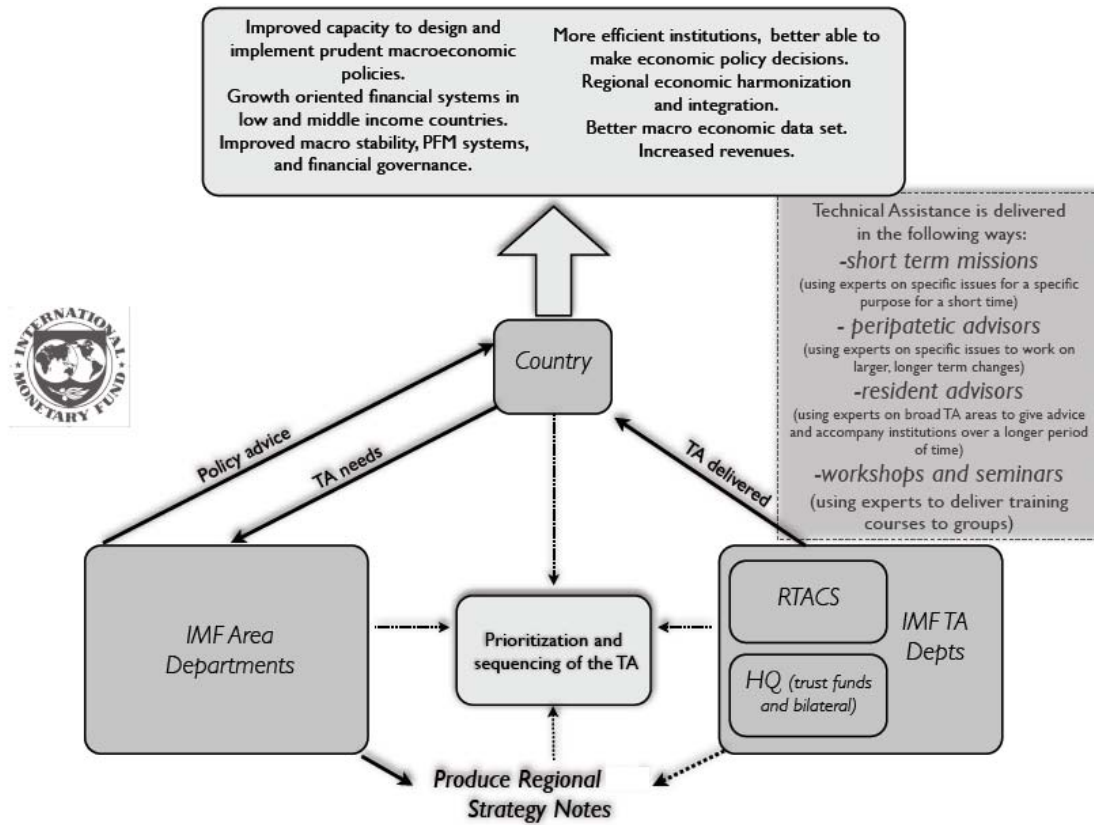 Improved capacity to design and
implement prudent macroeconomic
policies.
Growth oriented financial systems in
low and middle income countries.
Improved macro stability, PFM systems,
and financial governance.
More efficient institutions, better able to
make economic policy decisions.
Regional economic harmonization
and integration.
Better macro economic data set.
Increased revenues.
Technical Assistance is delivered
in the following ways:
-short term missions
(using experts on specific issues for a specific
purpose for a short time)
- peripatetic advisors
(using experts on specific issues to work on
larger, longer term changes)
-resident advisors
(using experts on broad TA areas to give advice
and accompany institutions over a longer period
of time)
-workshops and seminars
(using experts to deliver training
courses to groups)
INTERNATIONAL
MONETARY FUND
Country
Policy advice
TA needs
TA delivered
IMF Area
Departments
Prioritization and
sequencing of the TA
RTACS
HQ (trust funds
and bilateral)
IMF TA
Depts
Produce Regional
Strategy Notes